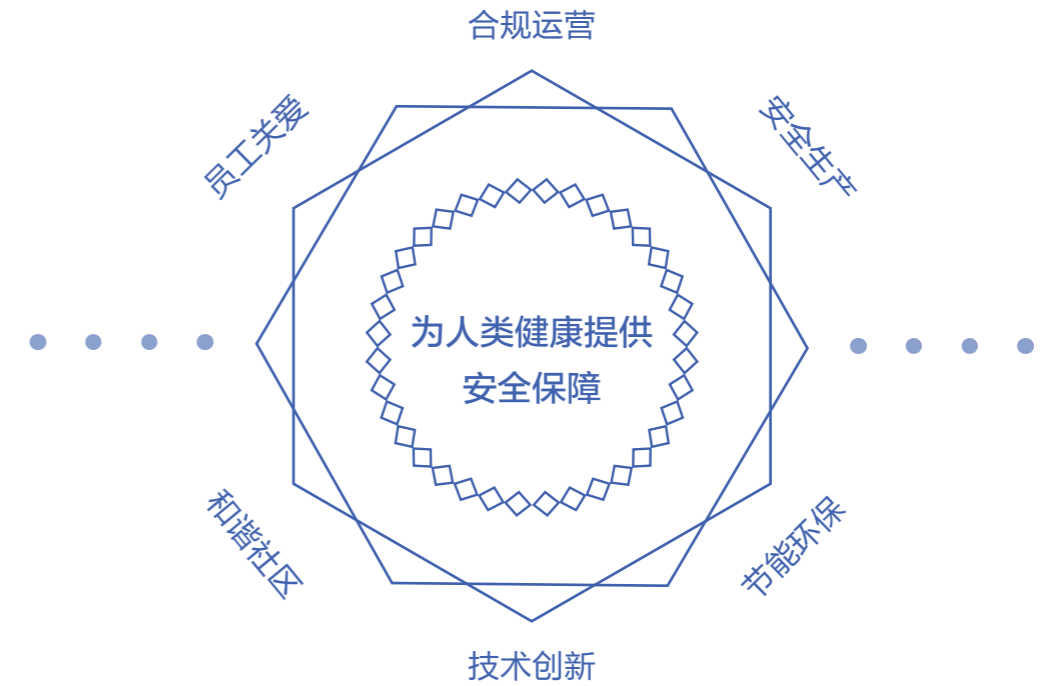 合规运营
员工关爱
安全生产
为人类健康提供
安全保障
和谐社区
节能环保
技术创新